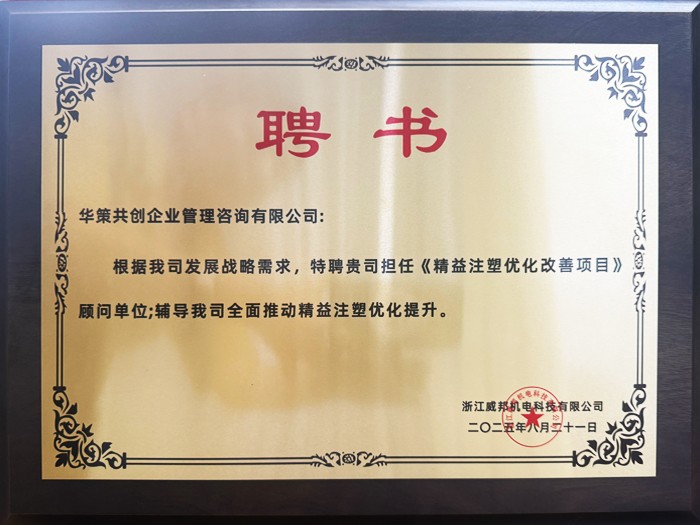 聘 书
华策共创企业管理咨询有限公司:
根据我司发展战略需求，特聘贵司担任《精益注塑优化改善项目》
顾问单位;辅导我司全面推动精益注塑优化提升。
浙江威邦机电科技有限公司
二〇二五年八月二十一日